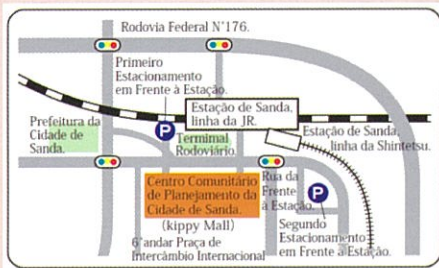 Rodovia Federal N°176.
Primeiro
Estacionamento
em Frente à Estação.
Estação de Sanda,
linha da JR.
Prefeitura da
Cidade de
Sanda.
P
Termimal
Rodoviário.
Estação de Sanda,
linha da Shintetsu.
Centro Comunitário
de Planejamento da
Cidade de Sanda.
(kippy Mall)
6°andar Praça de
Intercâmbio Internacional
Rua da
Frente
à Estação.
P
Segundo
Estacionamento
em Frente à Estação.